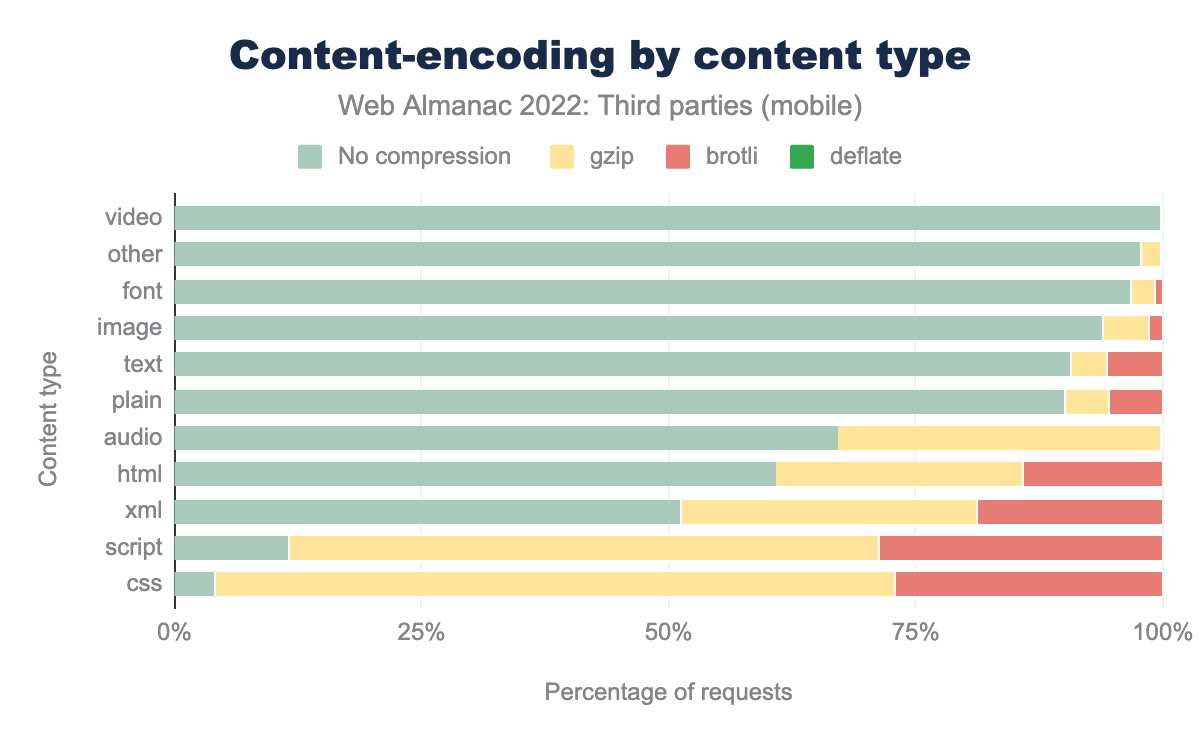 Content-encoding by content type
Web Almanac 2022: Third parties (mobile)
No compression gzip brotli deflate
Content type
video
other
font
image
text
plain
audio
html
xml
script
css
0% 25% 50% 75% 100%
Percentage of requests